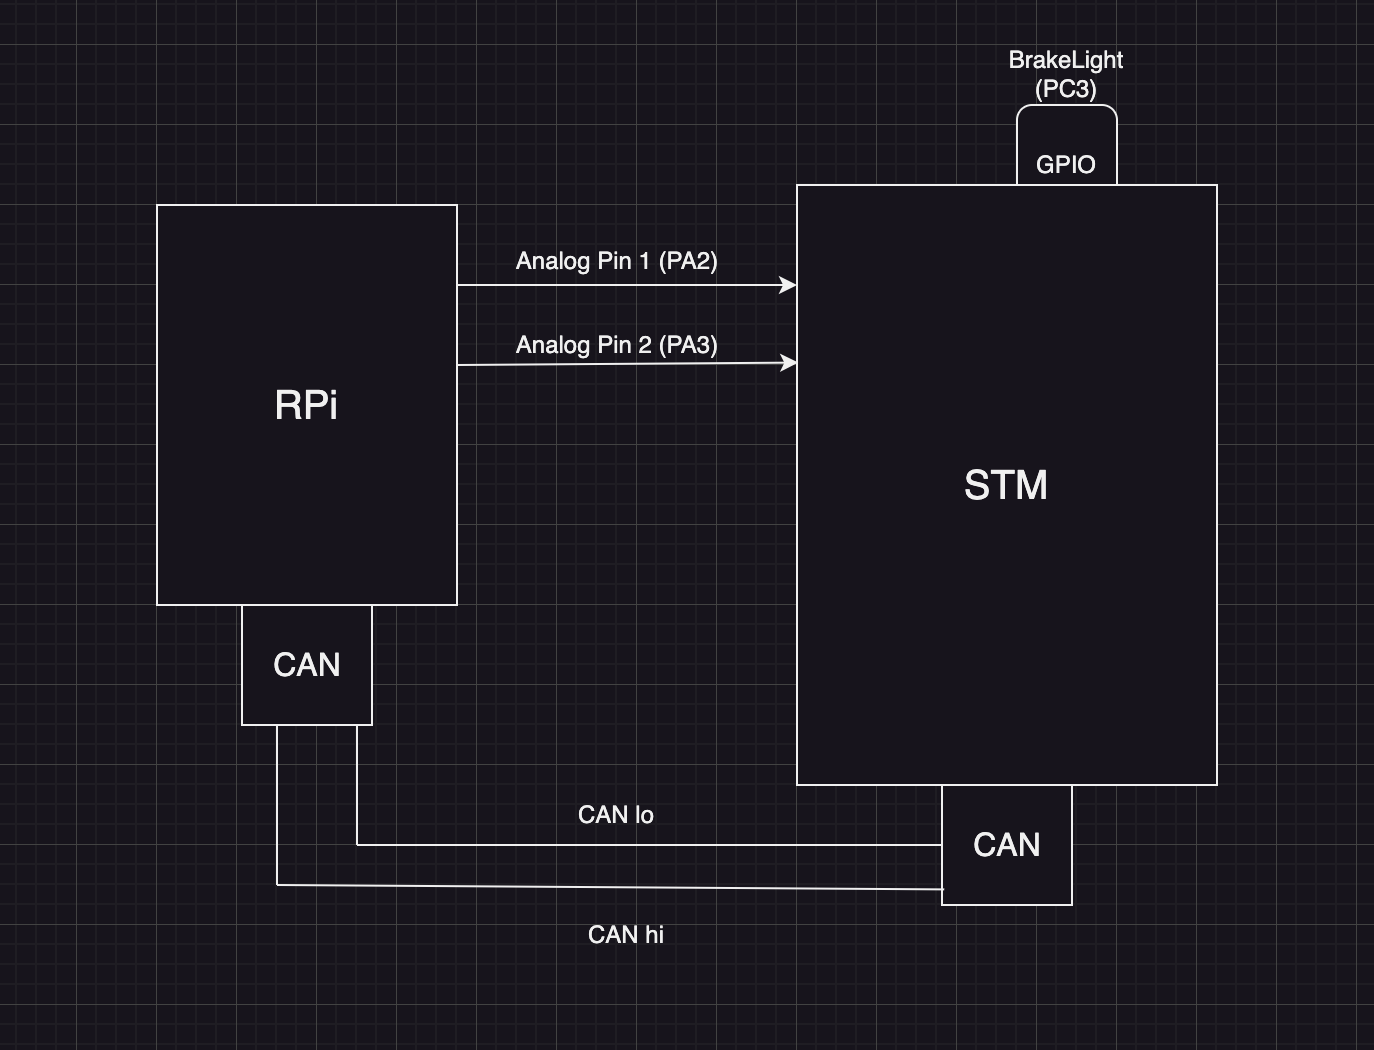 BrakeLight
(PC3)
GPIO
Analog Pin 1 (PA2)
Analog Pin 2 (PA3)
RPi
STM
CAN
CAN lo
CAN
CAN hi